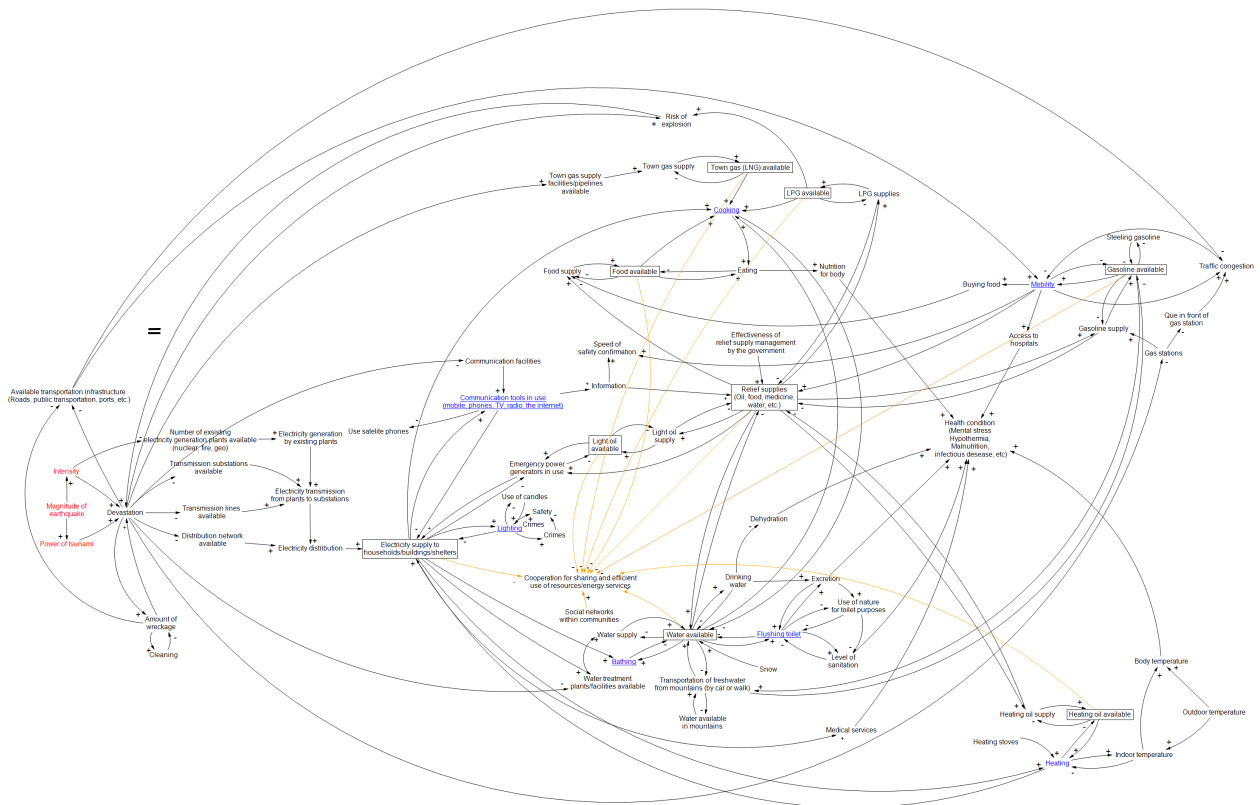 Risk of
explosion
Town gas supply
Town gas (LNG) available
Town gas supply
facilities/pipelines
available
LPG available
LPG supplies
Cooking
Steeling gasoline
Food supply
Food available
Eating
Nutrition
for body
Gasoline available
Traffic congestion
Buying food
Mobility
Que in front of
gas station
Effectiveness of
relief supply management
by the government
Access to
hospitals
Gasoline supply
Speed of
safety confirmation
Gas stations
Communication facilities
Available transportation infrastructure
(Roads, public transportation, ports, etc.)
Information
Relief supplies
(Oil, food, medicine,
water, etc.)
Communication tools in use
(mobile, phones, TV, radio, the internet)
Use satelite phones
Number of exsisting
electricity generation plants available
(nuclear, fire, geo)
Electricity generation
by existing plants
Light oil
available
Light oil
supply
Health condition
(Mental stress
Hypothermia,
Malnutrition,
infectious desease, etc)
Intensity
Transmission substations
available
Emergency power
generators in use
Electricity transmission
from plants to substations
Use of candles
Magnitude of
earthquake
Devastation
Transmission lines
available
Safety
Dehydration
Lighting
Crimes
Crimes
Power of tsunami
Distribution network
available
Electricity distribution
Electricity supply to
households/buildings/shelters
Cooperation for sharing and efficient
use of resources/energy services
Drinking
water
Excretion
Social networks
within communities
Use of nature
for toilet purposes
Amount of
wreckage
Water supply
Water available
Flushing toilet
Cleaning
Bathing
Level of
sanitation
Body temperature
Snow
Water treatment
plants/facilities available
Transportation of freshwater
from mountains (by car or walk)
Water available
in mountains
Heating oil supply
Heating oil available
Outdoor temperature
Medical services
Heating stoves
Indoor temperature
Heating